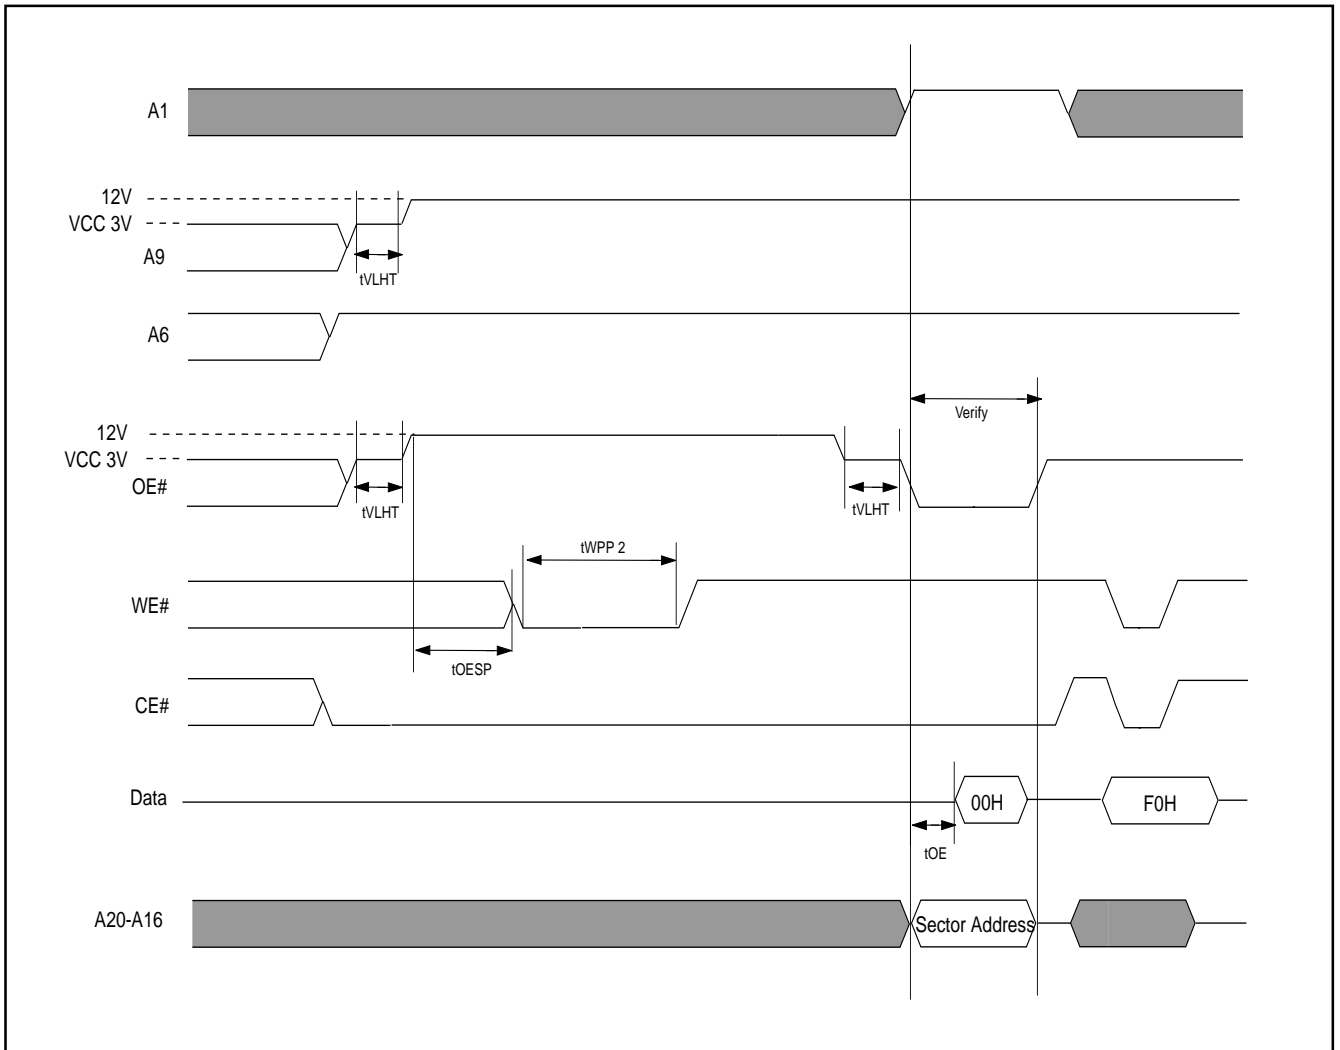 A1
12V
VCC 3V
A9
tVLHT
A6
Verify
12V
VCC 3V
OE#
tVLHT
tVLHT
tWPP 2
WE#
tOESP
CE#
Data
00H
F0H
tOE
A20-A16
Sector Address